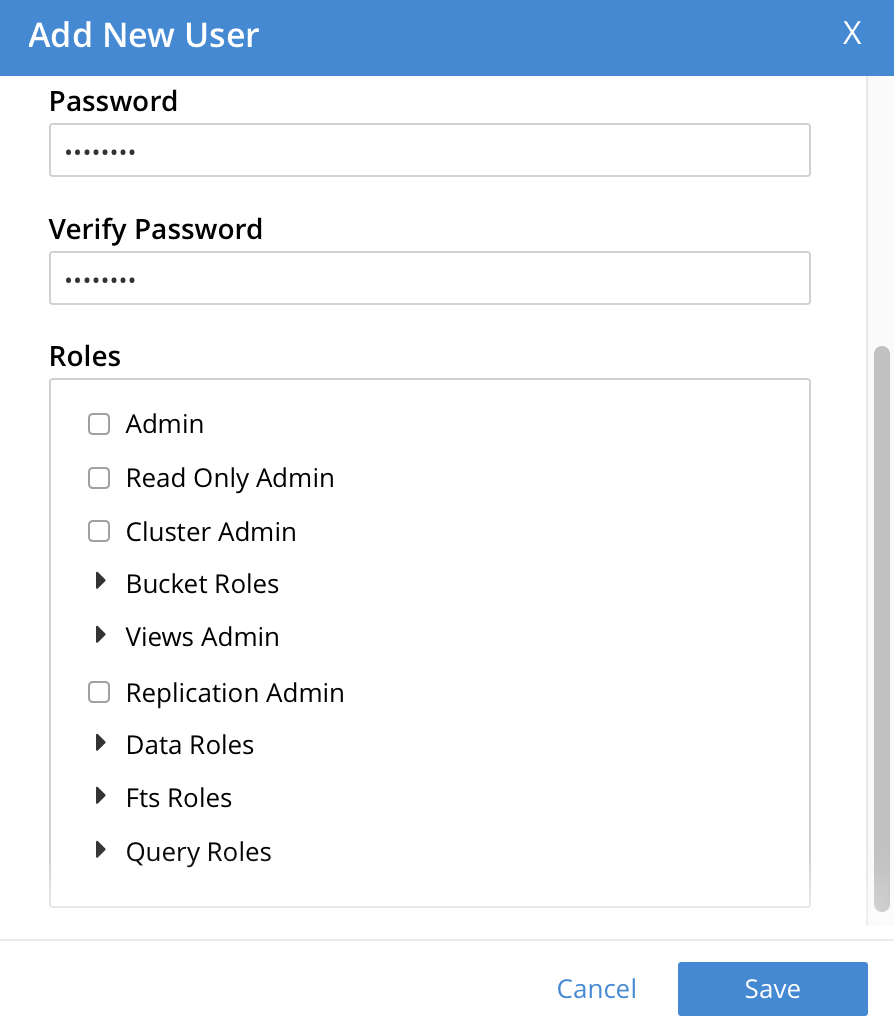 Add New User X
Password
••••••••
Verify Password
••••••••
Roles
Admin
Read Only Admin
Cluster Admin
Bucket Roles
Views Admin
Replication Admin
Data Roles
Fts Roles
Query Roles
Cancel Save